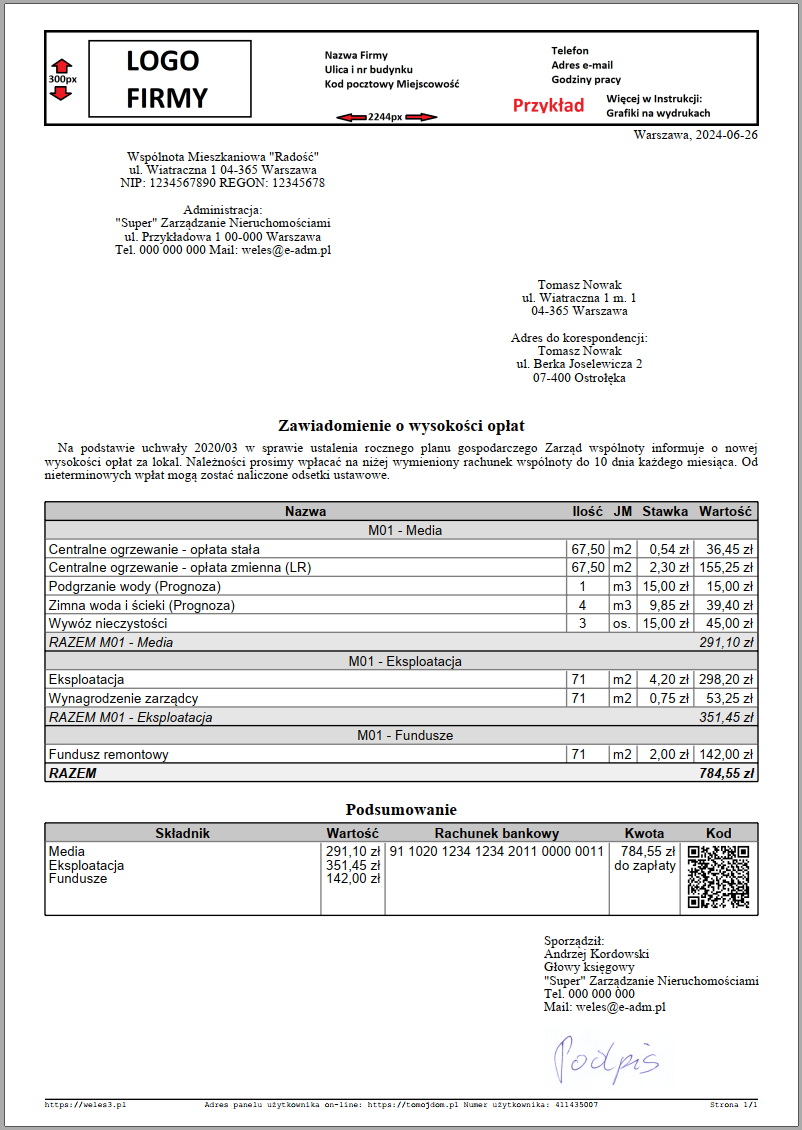 LOGO
FIRMY
300px
Nazwa Firmy
Ulica i nr budynku
Kod pocztowy Miejscowość
2244px
Telefon
Adres e-mail
Godziny pracy
Przykład
Więcej w Instrukcji:
Grafiki na wydrukach
Warszawa, 2024-06-26
Wspólnota Mieszkaniowa "Radość"
ul. Wiatraczna 1 04-365 Warszawa
NIP: 1234567890 REGON: 12345678
Administracja:
"Super" Zarządzanie Nieruchomościami
ul. Przykładowa 1 00-000 Warszawa
Tel. 000 000 000 Mail: weles@e-adm.pl
Tomasz Nowak
ul. Wiatraczna 1 m. 1
04-365 Warszawa
Adres do korespondencji:
Tomasz Nowak
ul. Berka Joselewicza 2
07-400 Ostrołęka
Zawiadomienie o wysokości opłat
Na podstawie uchwały 2020/03 w sprawie ustalenia rocznego planu gospodarczego Zarząd wspólnoty informuje o nowej
wysokości opłat za lokal. Należności prosimy wpłacać na niżej wymieniony rachunek wspólnoty do 10 dnia każdego miesiąca. Od
nieterminowych wpłat mogą zostać naliczone odsetki ustawowe.
Nazwa Ilość JM Stawka Wartość
M01 - Media
Centralne ogrzewanie - opłata stała 67,50 m2 0,54 zł 36,45 zł
Centralne ogrzewanie - opłata zmienna (LR) 67,50 m2 2,30 zł 155,25 zł
Podgrzanie wody (Prognoza) 1 m3 15,00 zł 15,00 zł
Zimna woda i ścieki (Prognoza) 4 m3 9,85 zł 39,40 zł
Wywóz nieczystości 3 os. 15,00 zł 45,00 zł
RAZEM M01 - Media 291,10 zł
M01 - Eksploatacja
Eksploatacja 71 m2 4,20 zł 298,20 zł
Wynagrodzenie zarządcy 71 m2 0,75 zł 53,25 zł
RAZEM M01 - Eksploatacja 351,45 zł
M01 - Fundusze
Fundusz remontowy 71 m2 2,00 zł 142,00 zł
RAZEM 784,55 zł
Podsumowanie
Składnik Wartość Rachunek bankowy Kwota Kod
Media 291,10 zł 91 1020 1234 1234 2011 0000 0011 784,55 zł
Eksploatacja 351,45 zł do zapłaty
Fundusze 142,00 zł
Sporządził:
Andrzej Kordowski
Głowy księgowy
"Super" Zarządzanie Nieruchomościami
Tel. 000 000 000
Mail: weles@e-adm.pl
Podpis
https://weles3.pl Adres panelu użytkownika on-line: https://tomojdom.pl Numer użytkownika: 411435007 Strona 1/1